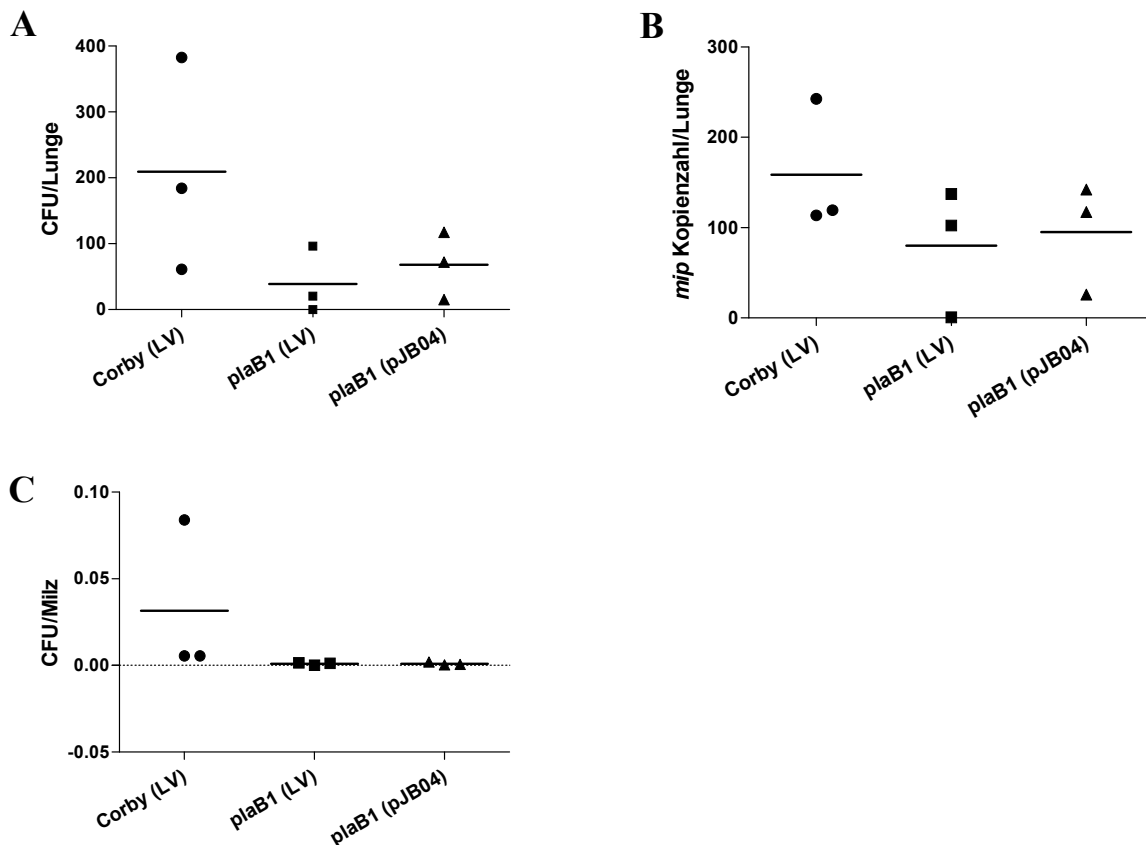 A
CFU/Lunge
400
300
200
100
0
Corby (LV)
plaB1 (LV)
plaB1 (pJB04)
B
mip Kopienzahl/Lunge
300
200
100
0
Corby (LV)
plaB1 (LV)
plaB1 (pJB04)
C
CFU/Milz
0.10
0.05
0.00
-0.05
Corby (LV)
plaB1 (LV)
plaB1 (pJB04)